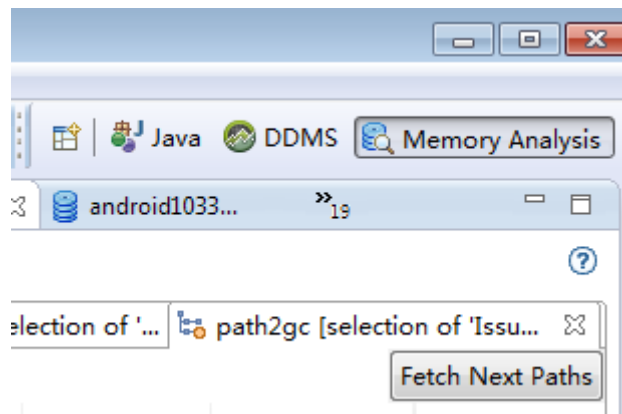 Java DDMS Memory Analysis
android1033... »19
election of '... path2gc [selection of 'Issu...
Fetch Next Paths